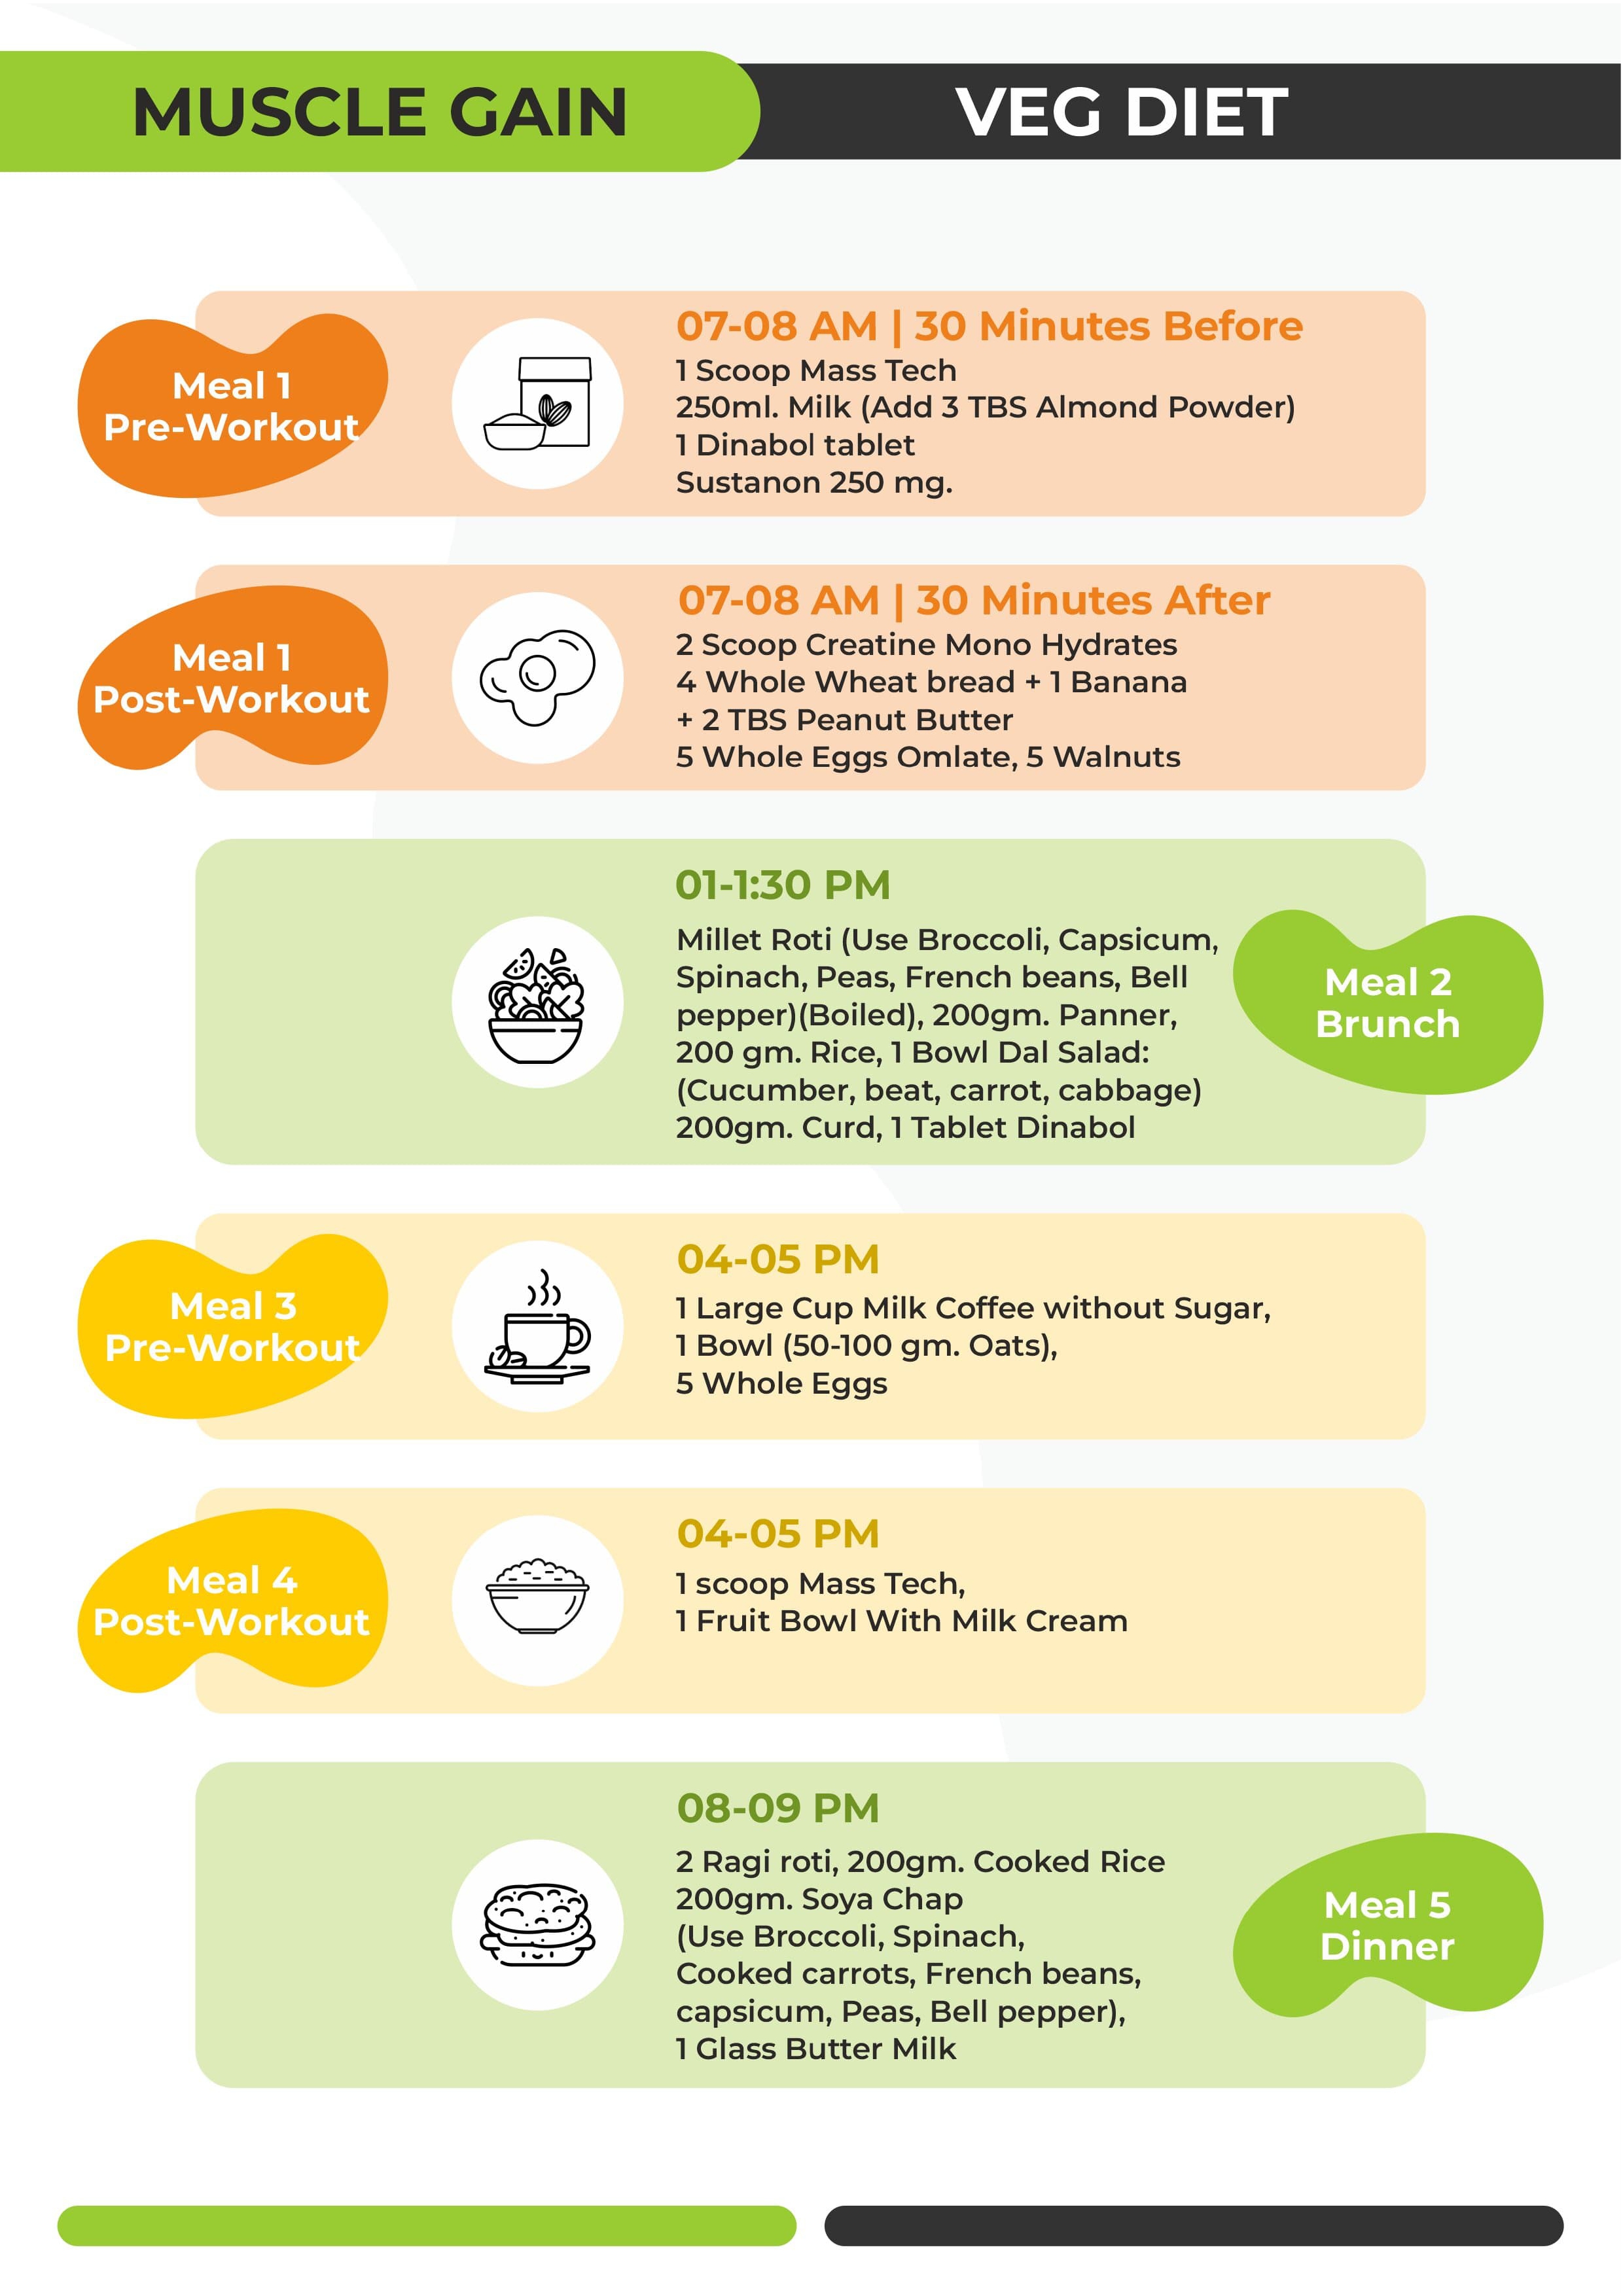 MUSCLE GAIN
VEG DIET
Meal 1
Pre-Workout
07-08 AM | 30 Minutes Before
1 Scoop Mass Tech
250ml. Milk (Add 3 TBS Almond Powder)
1 Dinabol tablet
Sustanon 250 mg.
Meal 1
Post-Workout
07-08 AM | 30 Minutes After
2 Scoop Creatine Mono Hydrates
4 Whole Wheat bread + 1 Banana
+ 2 TBS Peanut Butter
5 Whole Eggs Omlate, 5 Walnuts
01-1:30 PM
Millet Roti (Use Broccoli, Capsicum,
Spinach, Peas, French beans, Bell
pepper)(Boiled), 200gm. Panner,
200 gm. Rice, 1 Bowl Dal Salad:
(Cucumber, beat, carrot, cabbage)
200gm. Curd, 1 Tablet Dinabol
Meal 2
Brunch
Meal 3
Pre-Workout
04-05 PM
1 Large Cup Milk Coffee without Sugar,
1 Bowl (50-100 gm. Oats),
5 Whole Eggs
Meal 4
Post-Workout
04-05 PM
1 scoop Mass Tech,
1 Fruit Bowl With Milk Cream
08-09 PM
2 Ragi roti, 200gm. Cooked Rice
200gm. Soya Chap
(Use Broccoli, Spinach,
Cooked carrots, French beans,
capsicum, Peas, Bell pepper),
1 Glass Butter Milk
Meal 5
Dinner